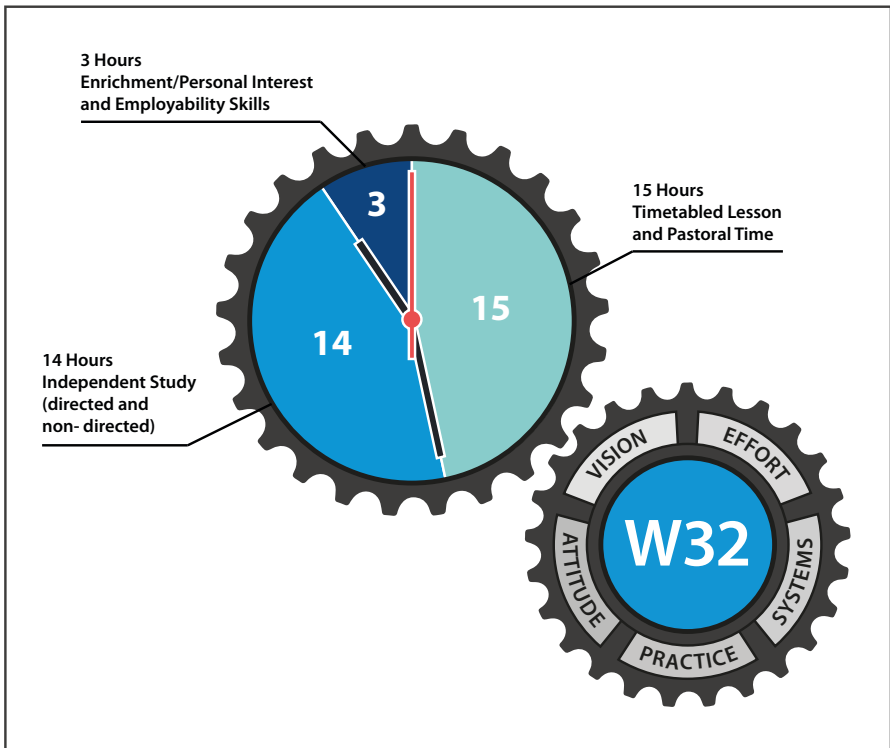 3 Hours
Enrichment/Personal Interest
and Employability Skills
3
15 Hours
Timetabled Lesson
and Pastoral Time
15
14
14 Hours
Independent Study
(directed and
non- directed)
VISION
EFFORT
W32
ATTITUDE
SYSTEMS
PRACTICE